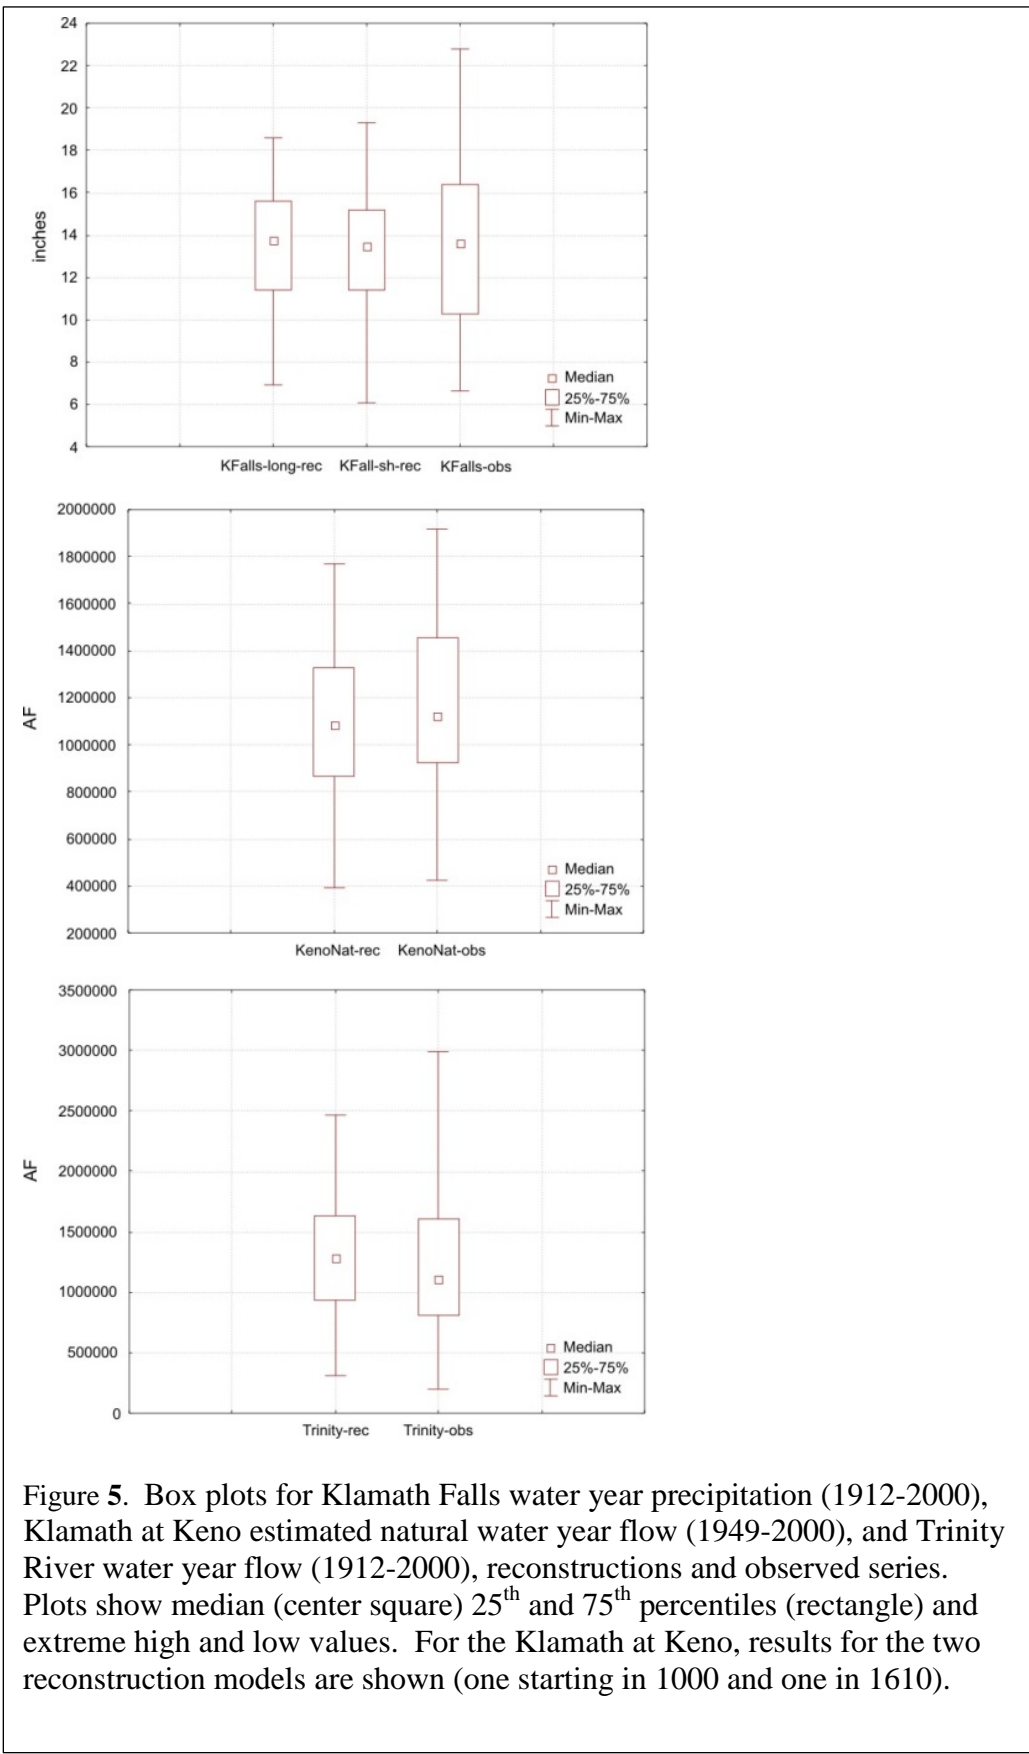 24
22
20
18
16
14
12
10
8
6
4
inches
Median
25%-75%
Min-Max
KFalls-long-rec KFall-sh-rec KFalls-obs
2000000
1800000
1600000
1400000
1200000
1000000
800000
600000
400000
200000
AF
Median
25%-75%
Min-Max
KenoNat-rec KenoNat-obs
3500000
3000000
2500000
2000000
1500000
1000000
500000
0
AF
Median
25%-75%
Min-Max
Trinity-rec Trinity-obs
Figure 5. Box plots for Klamath Falls water year precipitation (1912-2000),
Klamath at Keno estimated natural water year flow (1949-2000), and Trinity
River water year flow (1912-2000), reconstructions and observed series.
Plots show median (center square) 25th and 75th percentiles (rectangle) and
extreme high and low values. For the Klamath at Keno, results for the two
reconstruction models are shown (one starting in 1000 and one in 1610).